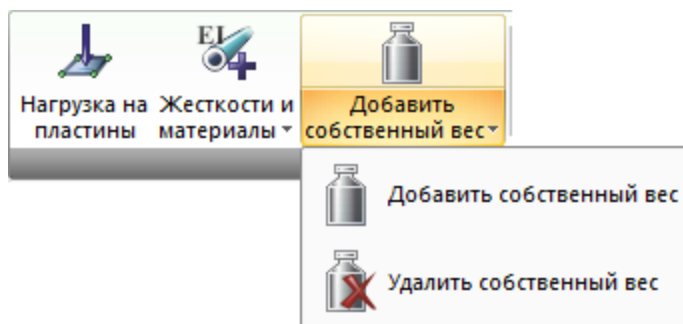 EI
Нагрузка на Жесткости и Добавить
пластины материалы собственный вес
Добавить собственный вес
Удалить собственный вес